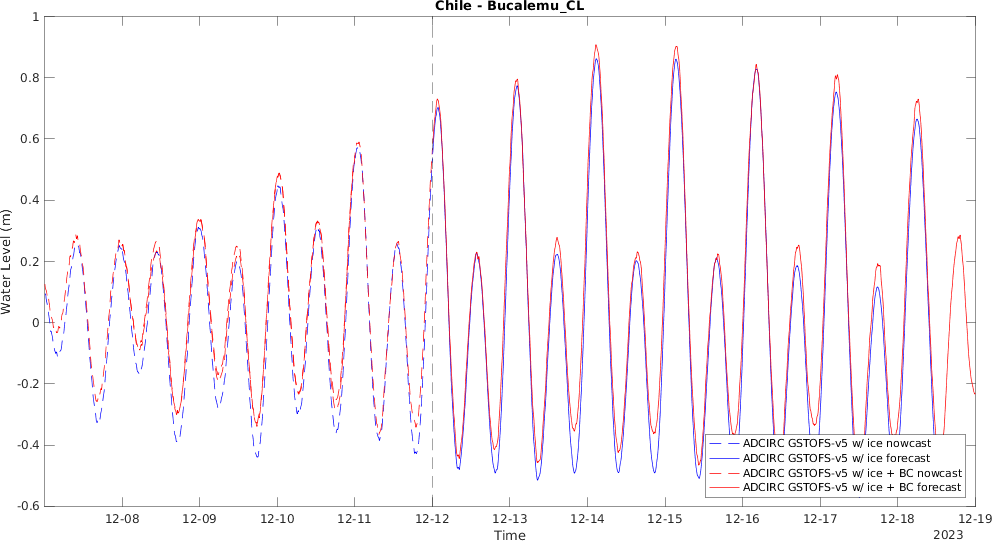 Chile - Bucalemu_CL
1
0.8
0.6
0.4
0.2
0
-0.2
-0.4
-0.6
Water Level (m)
ADCIRC GSTOFS-v5 w/ ice nowcast
ADCIRC GSTOFS-v5 w/ ice forecast
ADCIRC GSTOFS-v5 w/ ice + BC nowcast
ADCIRC GSTOFS-v5 w/ ice + BC forecast
12-08 12-09 12-10 12-11 12-12 12-13 12-14 12-15 12-16 12-17 12-18 12-19
Time
2023